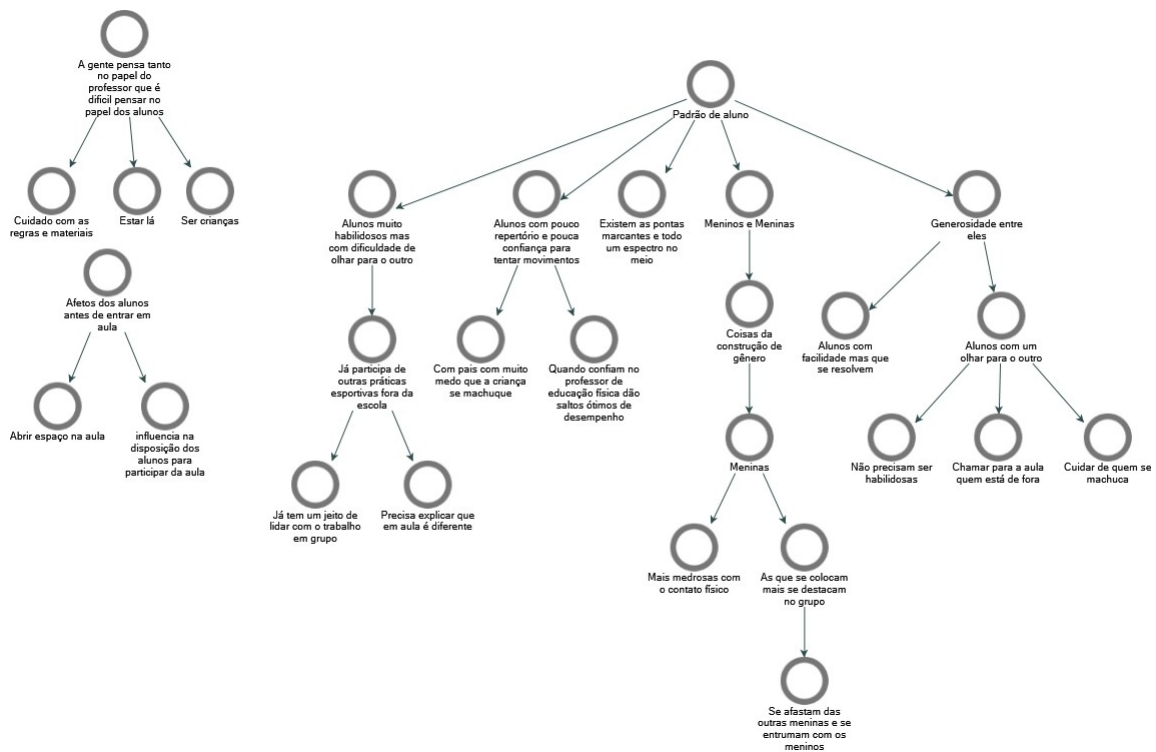 A gente pensa tanto
no papel do
professor que é
dificil pensar no
papel dos alunos
Cuidado com as
regras e materiais
Estar lá
Ser crianças
Afetos dos alunos
antes de entrar em
aula
Abrir espaço na aula
influencia na
disposição dos
alunos para
participar da aula
Padrão de aluno
Alunos muito
habilidosos mas
com dificuldade de
olhar para o outro
Alunos com pouco
repertório e pouca
confiança para
tentar movimentos
Existem as pontas
marcantes e todo
um espectro no
meio
Meninos e Meninas
Generosidade entre
eles
Já participa de
outras práticas
esportivas fora da
escola
Com pais com muito
medo que a criança
se machuque
Quando confiam no
professor de
educação física dão
saltos ótimos de
desempenho
Coisas da
construção de
gênero
Alunos com
facilidade mas que
se resolvem
Alunos com um
olhar para o outro
Já tem um jeito de
lidar com o trabalho
em grupo
Precisa explicar que
em aula é diferente
Meninas
Não precisam ser
habilidosas
Chamar para a aula
quem está de fora
Cuidar de quem se
machuca
Mais medrosas com
o contato físico
As que se colocam
mais se destacam
no grupo
Se afastam das
outras meninas e se
entrumam com os
meninos